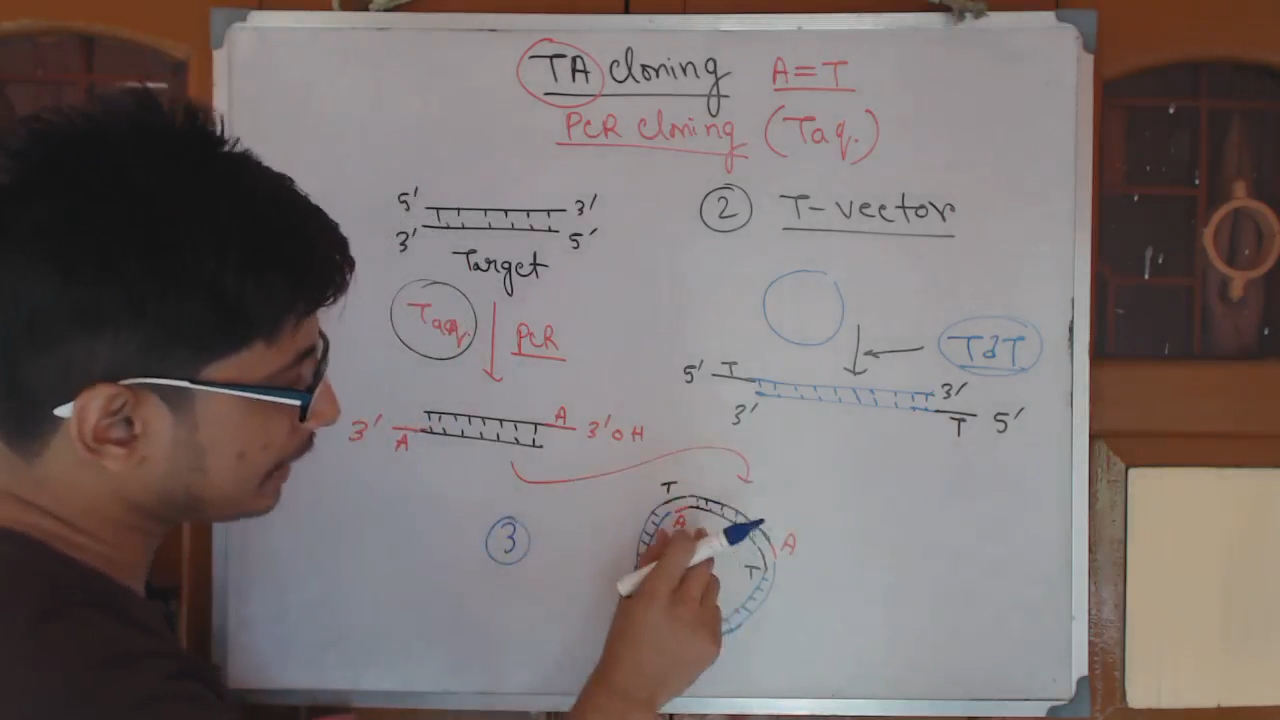 TA cloning A=T
PCR cloning (Taq.)
5' 3'
3' 5'
Target
Taq. PCR
3' A A 3'OH
② T-vector
TdT
5' T 3'
3' T 5'
③
T
A A
T